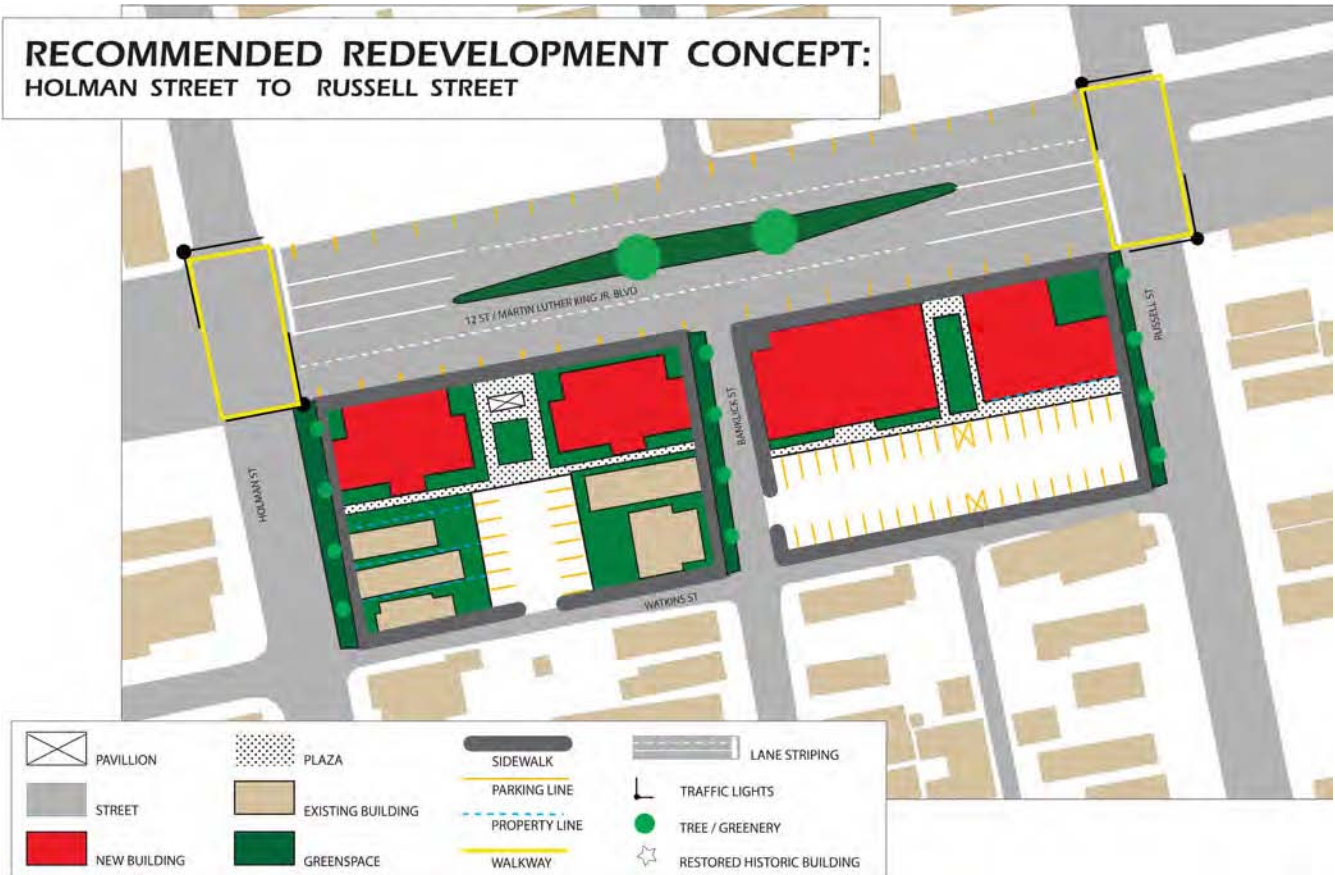 RECOMMENDED REDEVELOPMENT CONCEPT:
HOLMAN STREET TO RUSSELL STREET
12 ST / MARTIN LUTHER KING JR. BLVD
RUSSELL ST
BANKLICK ST
HOLMAN ST
WATKINS ST
PAVILLION
PLAZA
SIDEWALK
LANE STRIPING
PARKING LINE
STREET
EXISTING BUILDING
TRAFFIC LIGHTS
PROPERTY LINE
TREE / GREENERY
NEW BUILDING
GREENSPACE
WALKWAY
RESTORED HISTORIC BUILDING